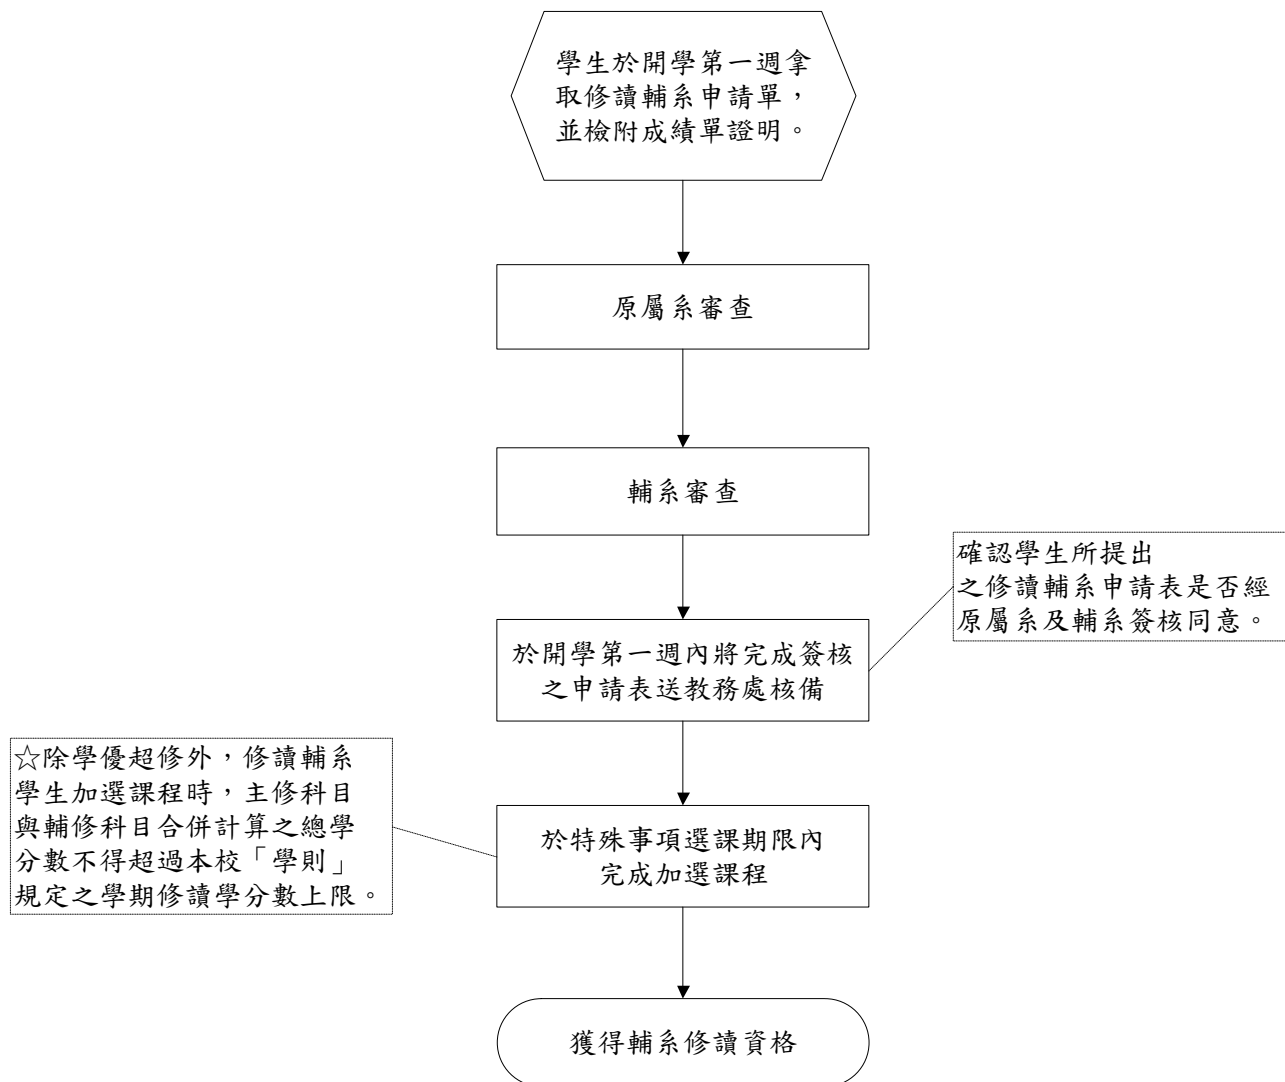 學生於開學第一週拿
取修讀輔系申請單，
並檢附成績單證明。
原屬系審查
輔系審查
確認學生所提出
之修讀輔系申請表是否經
原屬系及輔系簽核同意。
於開學第一週內將完成簽核
之申請表送教務處核備
☆除學優超修外，修讀輔系
學生加選課程時，主修科目
與輔修科目合併計算之總學
分數不得超過本校「學則」
規定之學期修讀學分數上限。
於特殊事項選課期限內
完成加選課程
獲得輔系修讀資格